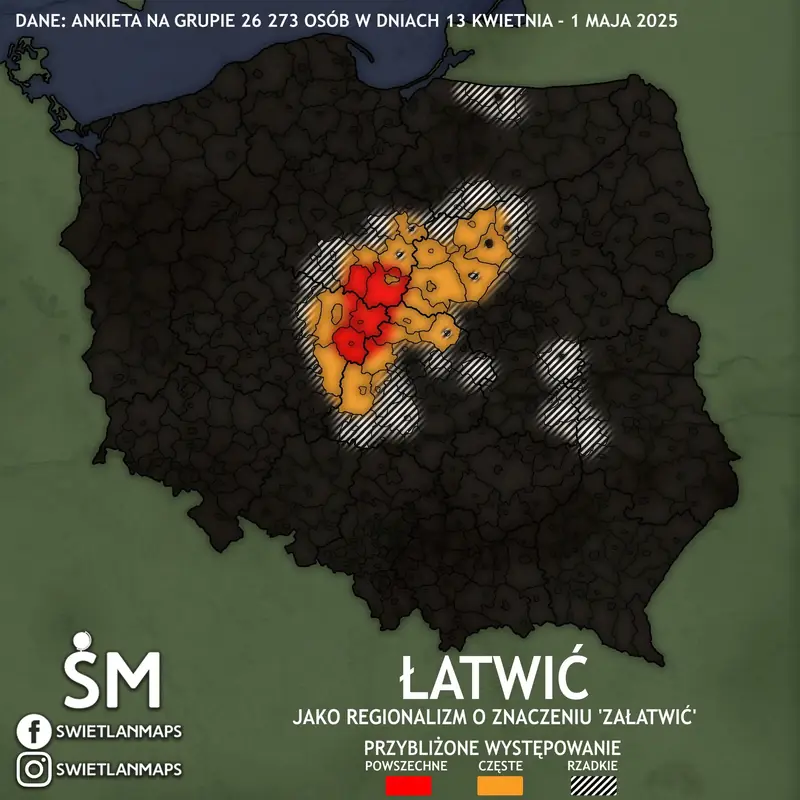 DANE: ANKIETA NA GRUPIE 26 273 OSÓB W DNIACH 13 KWIETNIA - 1 MAJA 2025
ŚM
SWIETLANMAPS
SWIETLANMAPS
ŁATWIĆ
JAKO REGIONALIZM O ZNACZENIU 'ZAŁATWIĆ'
PRZYBLIŻONE WYSTĘPOWANIE
POWSZECHNE CZĘSTE RZADKIE